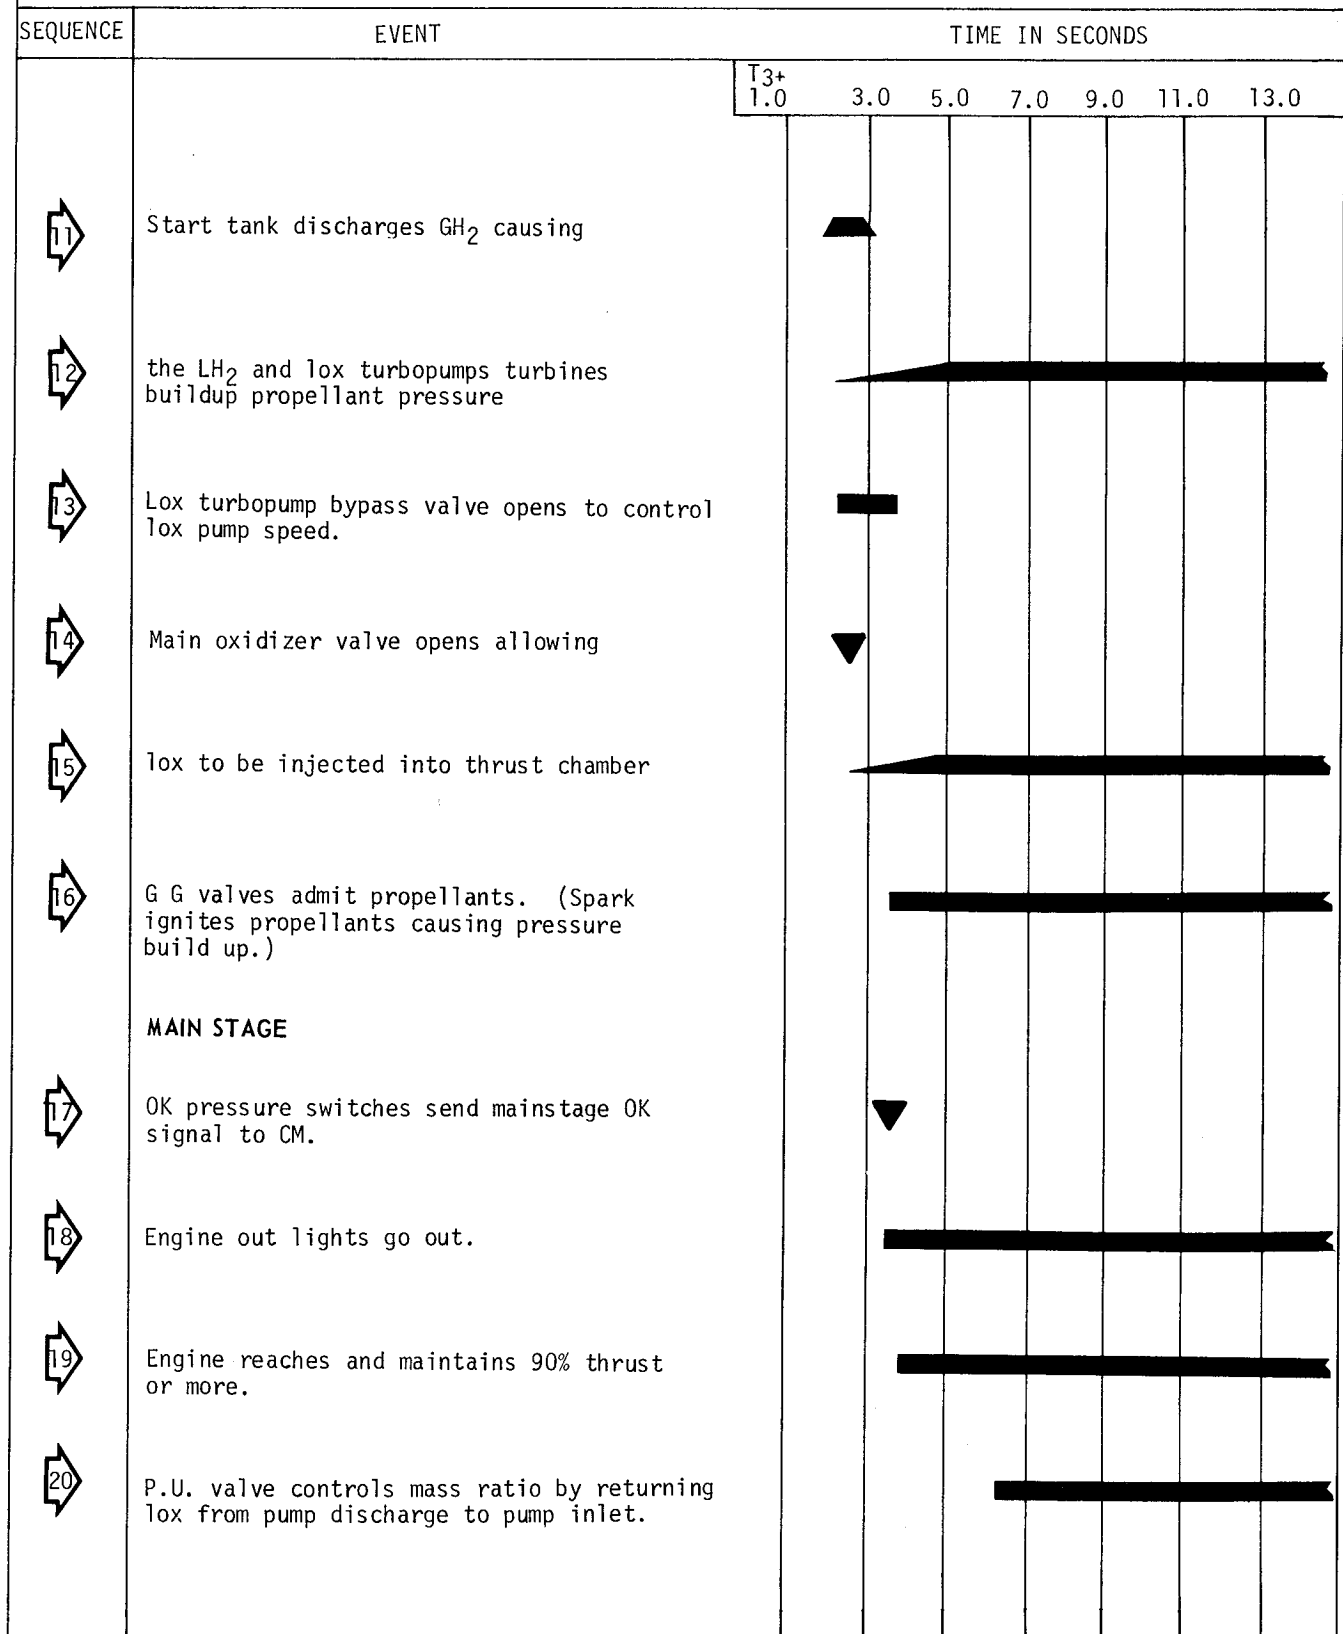 SEQUENCE EVENT TIME IN SECONDS
T3+
1.0 3.0 5.0 7.0 9.0 11.0 13.0
11 Start tank discharges GH2 causing
12 the LH2 and lox turbopumps turbines
buildup propellant pressure
13 Lox turbopump bypass valve opens to control
lox pump speed.
14 Main oxidizer valve opens allowing
15 lox to be injected into thrust chamber
16 G G valves admit propellants. (Spark
ignites propellants causing pressure
build up.)
MAIN STAGE
17 OK pressure switches send mainstage OK
signal to CM.
18 Engine out lights go out.
19 Engine reaches and maintains 90% thrust
or more.
20 P.U. valve controls mass ratio by returning
lox from pump discharge to pump inlet.